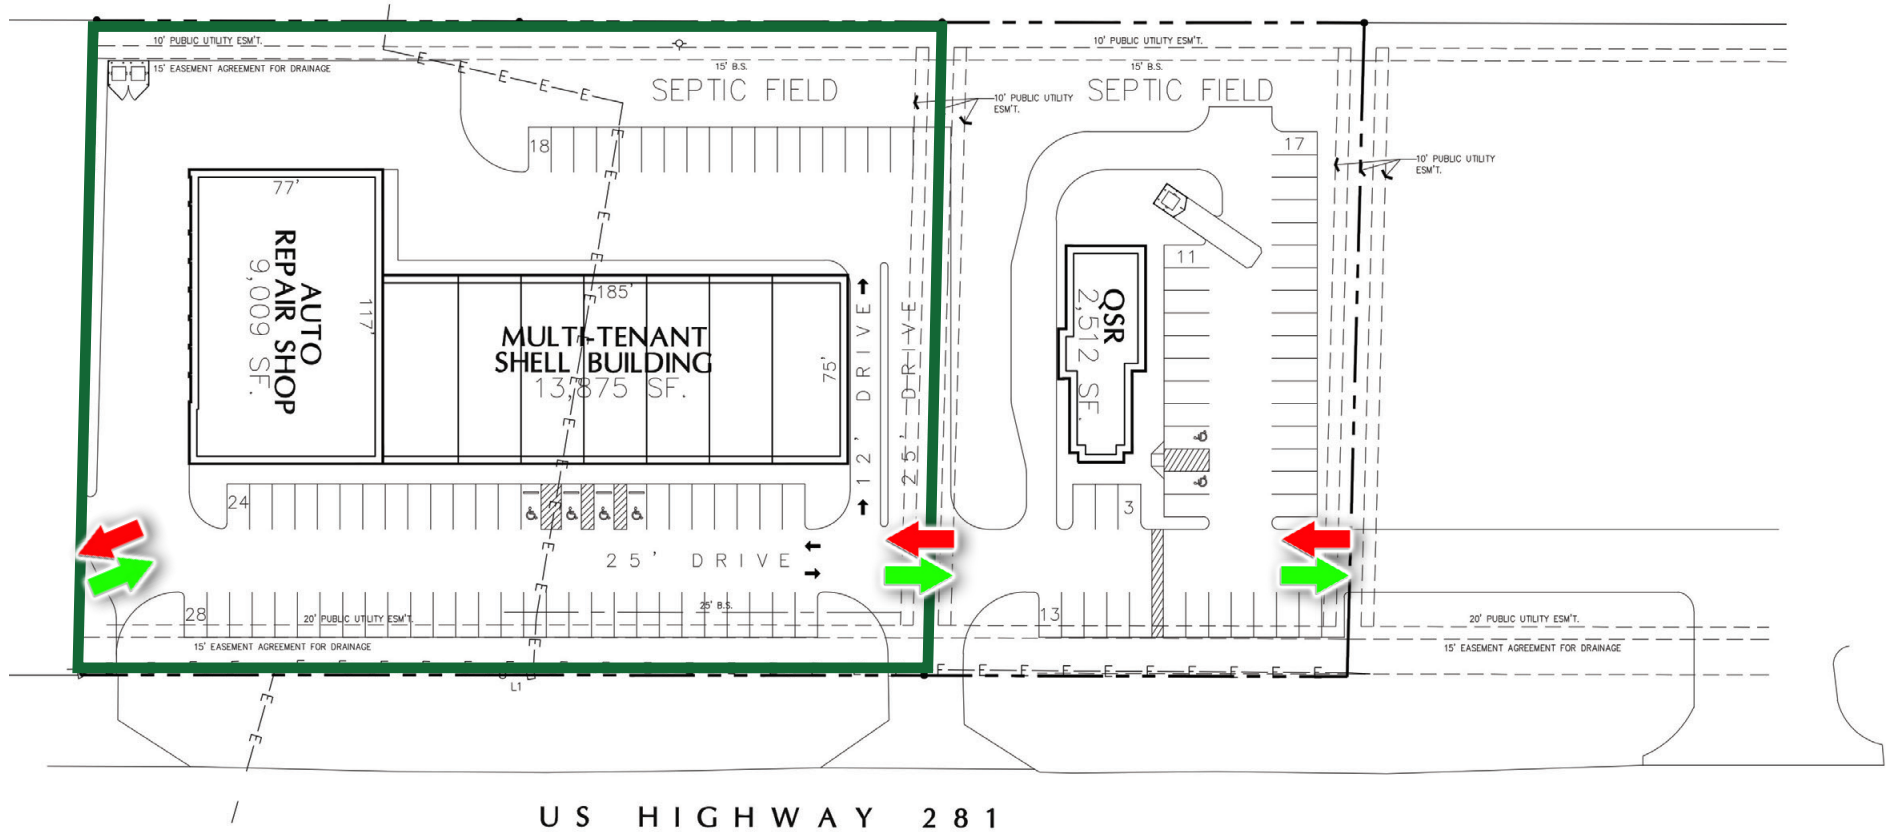 10' PUBLIC UTILITY ESM'T.
15' EASEMENT AGREEMENT FOR DRAINAGE
15' B.S.
SEPTIC FIELD
10' PUBLIC UTILITY
ESM'T.
10' PUBLIC UTILITY ESM'T.
15' B.S.
SEPTIC FIELD
10' PUBLIC UTILITY
ESM'T.
18
17
77'
AUTO
REPAIR SHOP
9,009 SF.
117'
185'
MULTI-TENANT
SHELL BUILDING
13,875 SF.
75'
12' DRIVE
25' DRIVE
11
QSR
2,512 SF.
24
3
25' DRIVE
28
25' B.S.
20' PUBLIC UTILITY ESM'T.
15' EASEMENT AGREEMENT FOR DRAINAGE
13
20' PUBLIC UTILITY ESM'T.
15' EASEMENT AGREEMENT FOR DRAINAGE
E E E E E E E E E E E E E E E E
E E E E E E E E E E
L1
US HIGHWAY 281